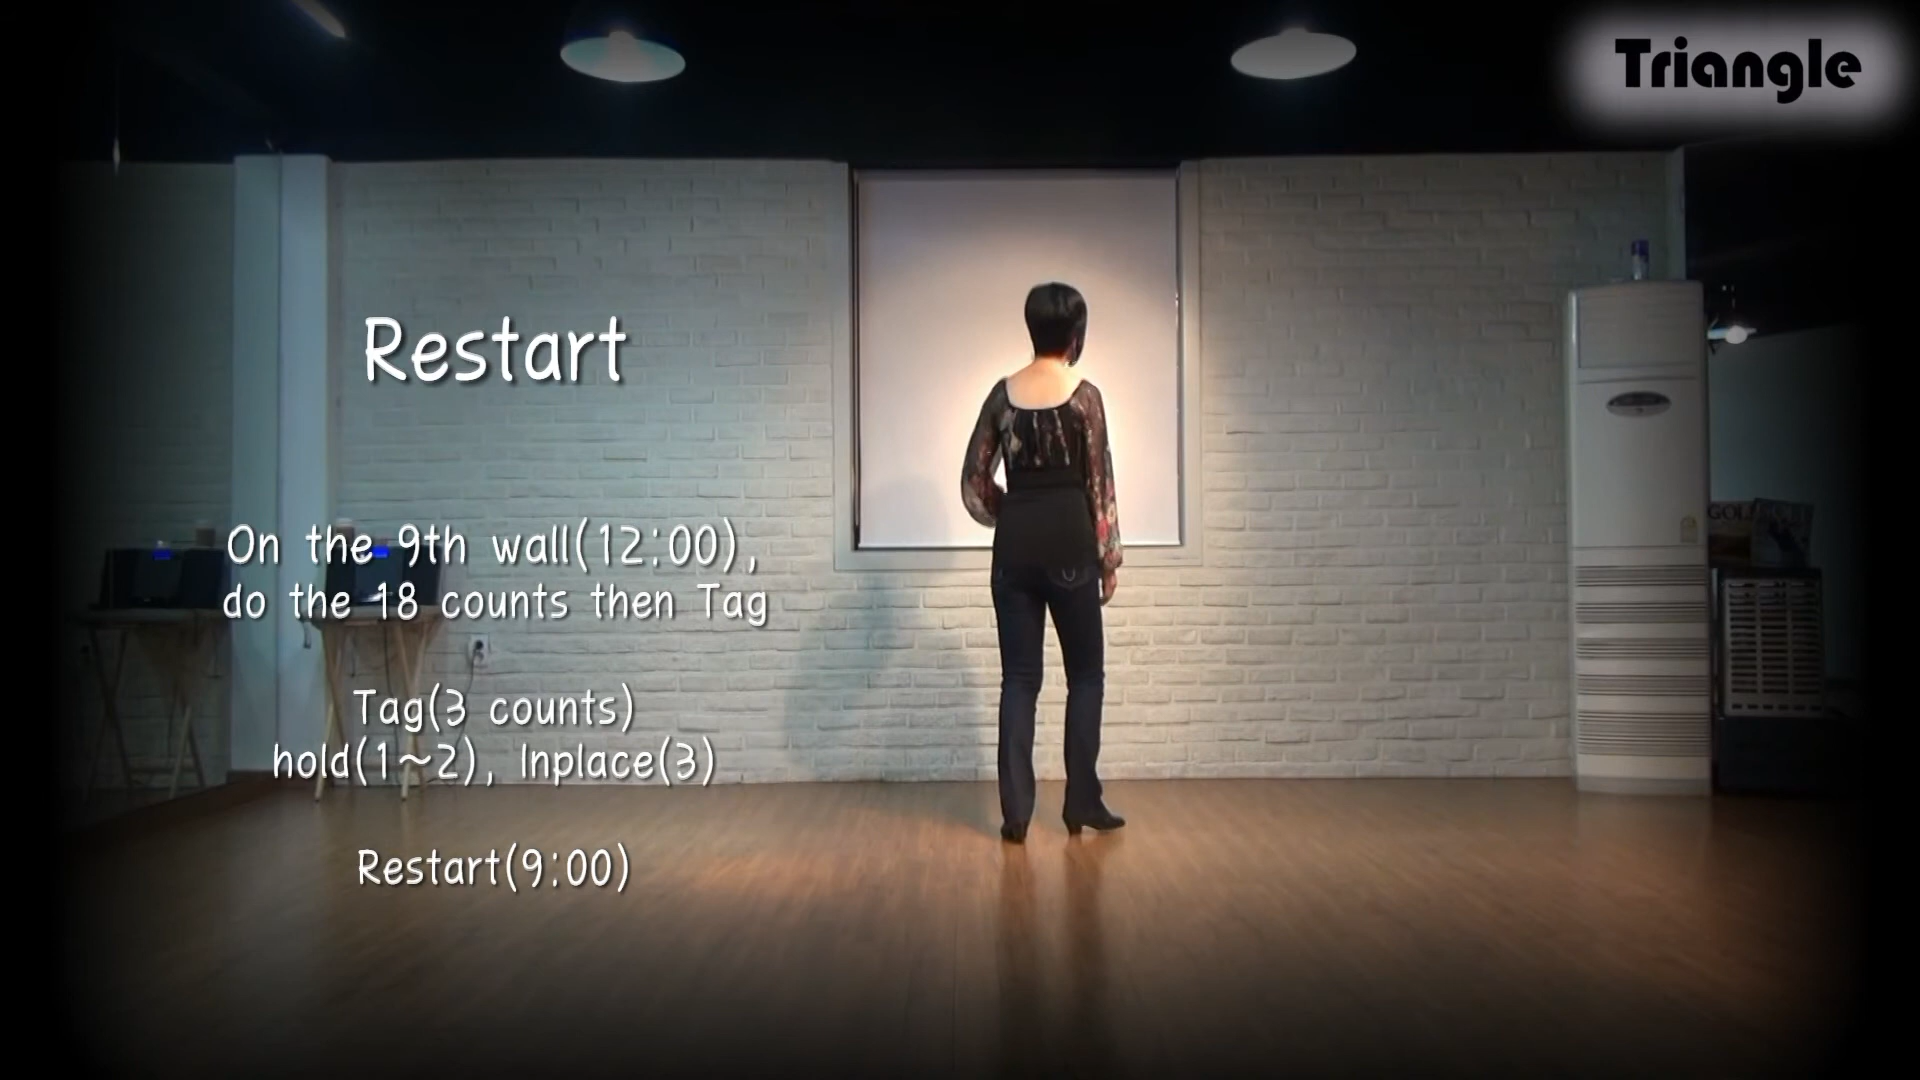 Triangle
Restart
On the 9th wall(12:00),
do the 18 counts then Tag
Tag(3 counts)
hold(1~2), Inplace(3)
Restart(9:00)